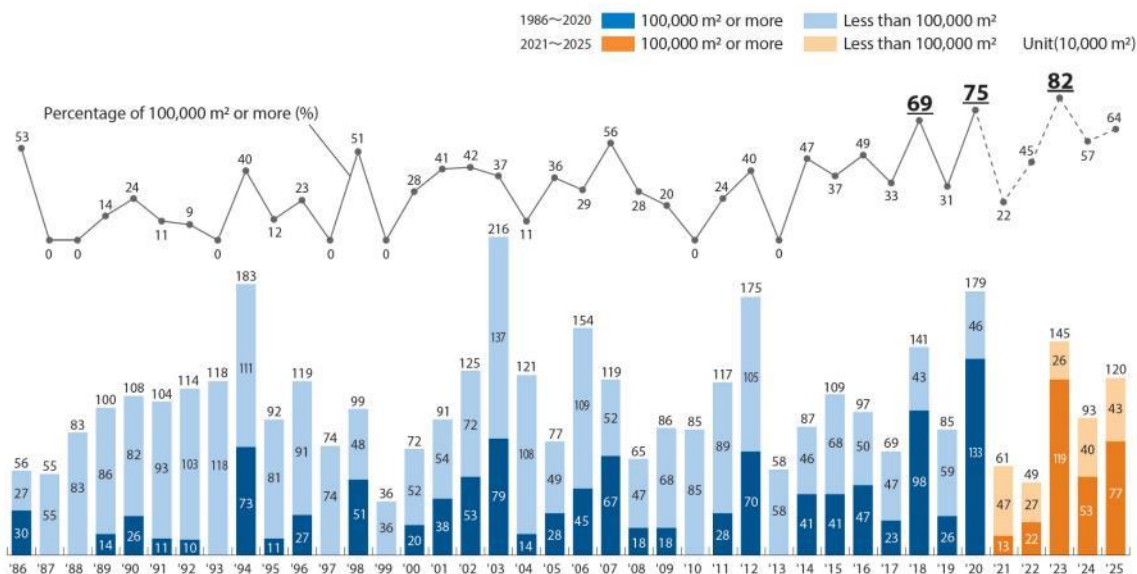 1986～2020 100,000 m² or more Less than 100,000 m²
2021～2025 100,000 m² or more Less than 100,000 m² Unit(10,000 m²)
Percentage of 100,000 m² or more (%)
53 0 0 14 24 11 9 0 40 12 23 0 51 0 28 41 42 37 11 36 29 56 28 20 0 24 40 0 47 37 49 33 69 31 75 22 45 82 57 64
56 55 83 100 108 104 114 118 183 92 119 74 99 36 72 91 125 216 121 77 154 119 65 86 85 117 175 58 87 109 97 69 141 85 179 61 49 145 93 120
27 55 83 86 82 93 103 118 111 81 91 74 48 36 52 54 72 137 108 49 109 52 47 68 85 89 105 58 46 68 50 47 43 59 46 47 27 26 40 43
30 14 26 11 10 73 11 27 51 20 38 53 79 14 28 45 67 18 18 28 70 41 41 47 23 98 26 133 13 22 119 53 77
'86 '87 '88 '89 '90 '91 '92 '93 '94 '95 '96 '97 '98 '99 '00 '01 '02 '03 '04 '05 '06 '07 '08 '09 '10 '11 '12 '13 '14 '15 '16 '17 '18 '19 '20 '21 '22 '23 '24 '25